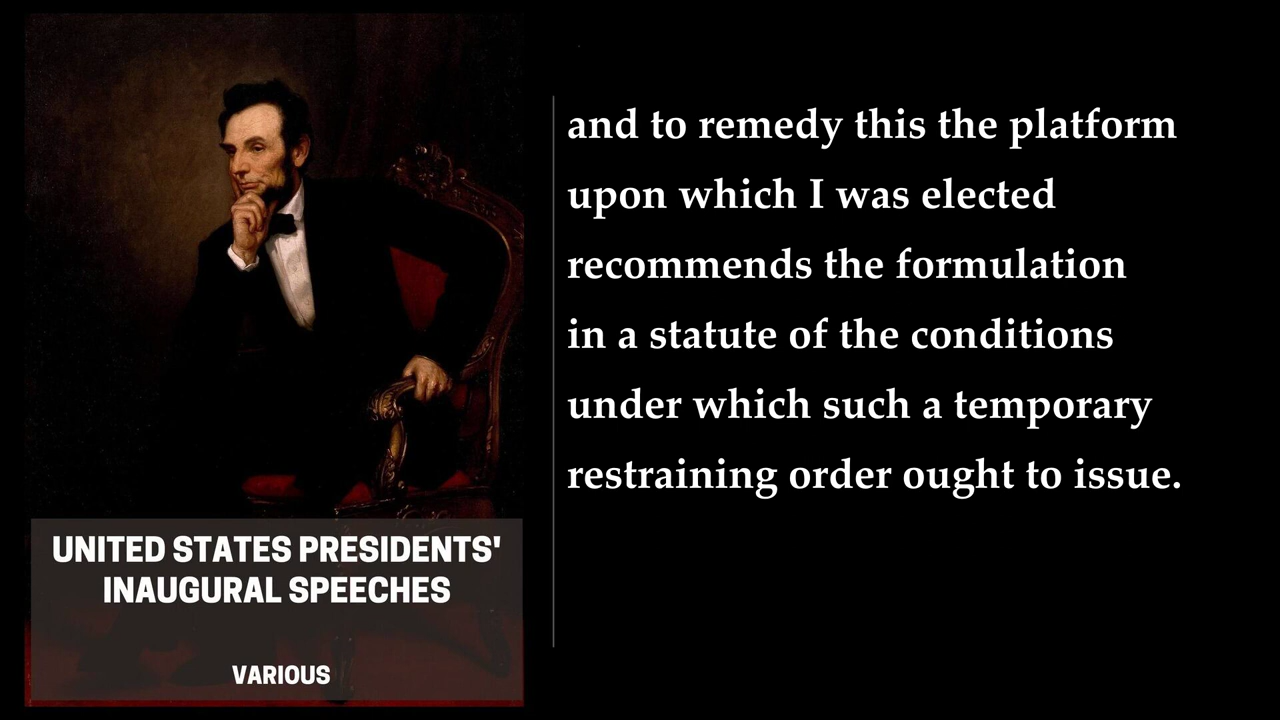 and to remedy this the platform
upon which I was elected
recommends the formulation
in a statute of the conditions
under which such a temporary
restraining order ought to issue.
UNITED STATES PRESIDENTS'
INAUGURAL SPEECHES
VARIOUS